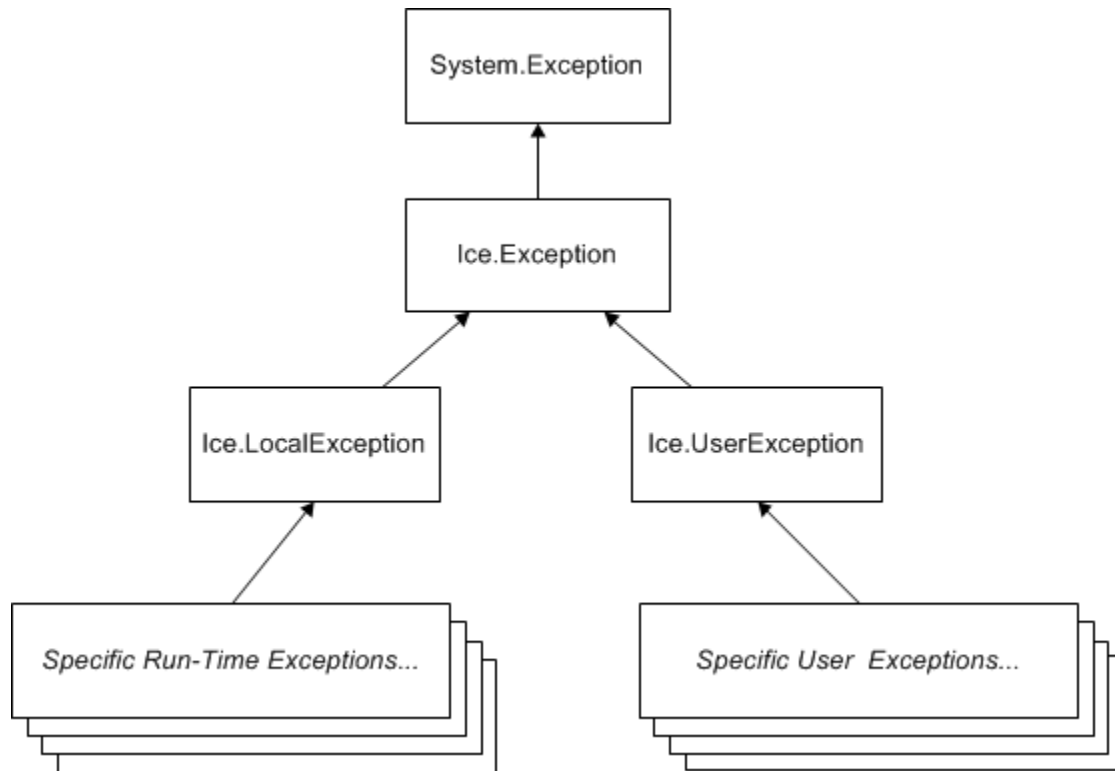 System.Exception
Ice.Exception
Ice.LocalException
Ice.UserException
Specific Run-Time Exceptions...
Specific User Exceptions...